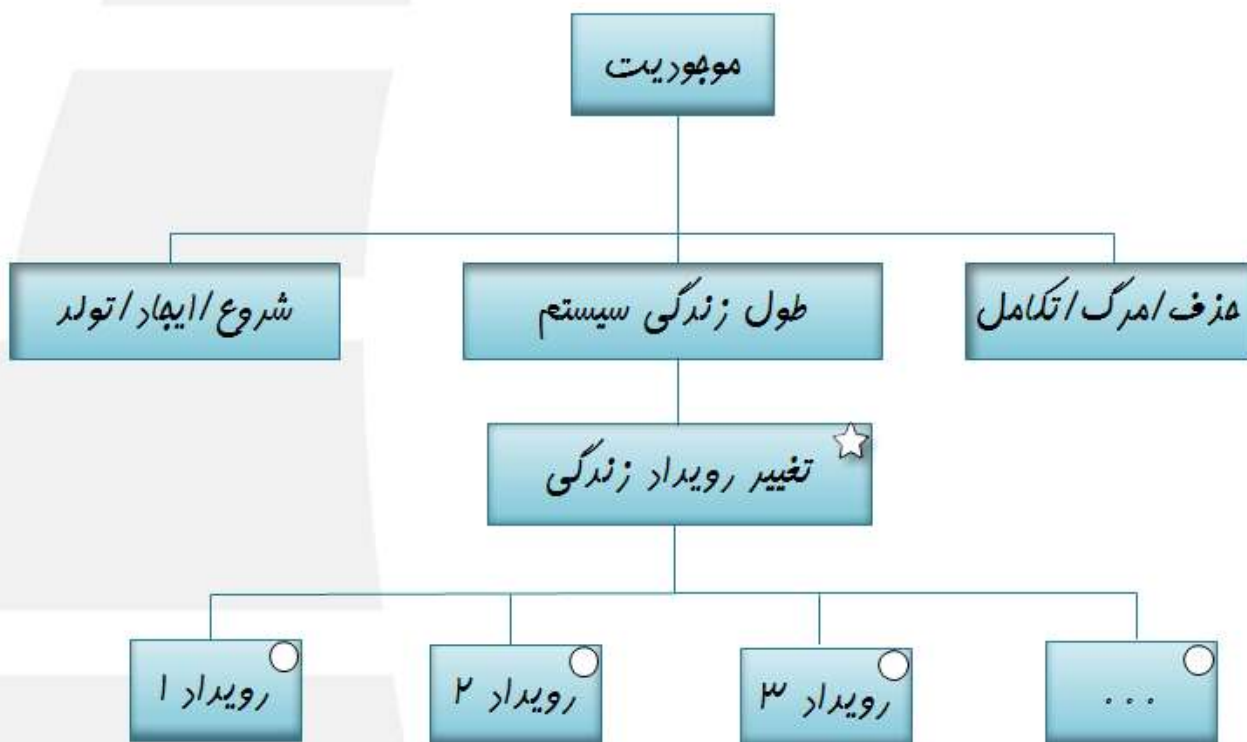 موجودیت
شروع/ایجاد/تولد
طول زندگی سیستم
حذف/مرگ/تکامل
تغییر رویداد زندگی
رویداد ۱
رویداد ۲
رویداد ۳
...